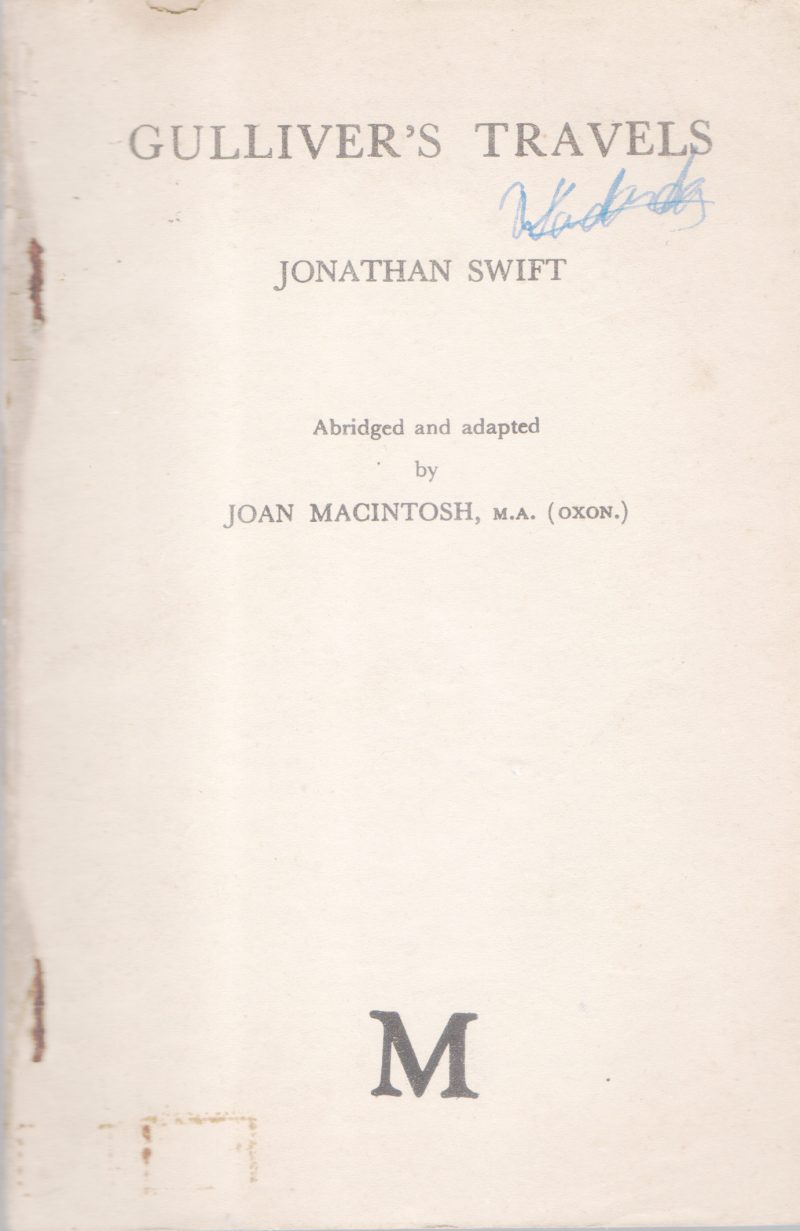 GULLIVER'S TRAVELS
JONATHAN SWIFT
Abridged and adapted
by
JOAN MACINTOSH, M.A. (OXON.)
M